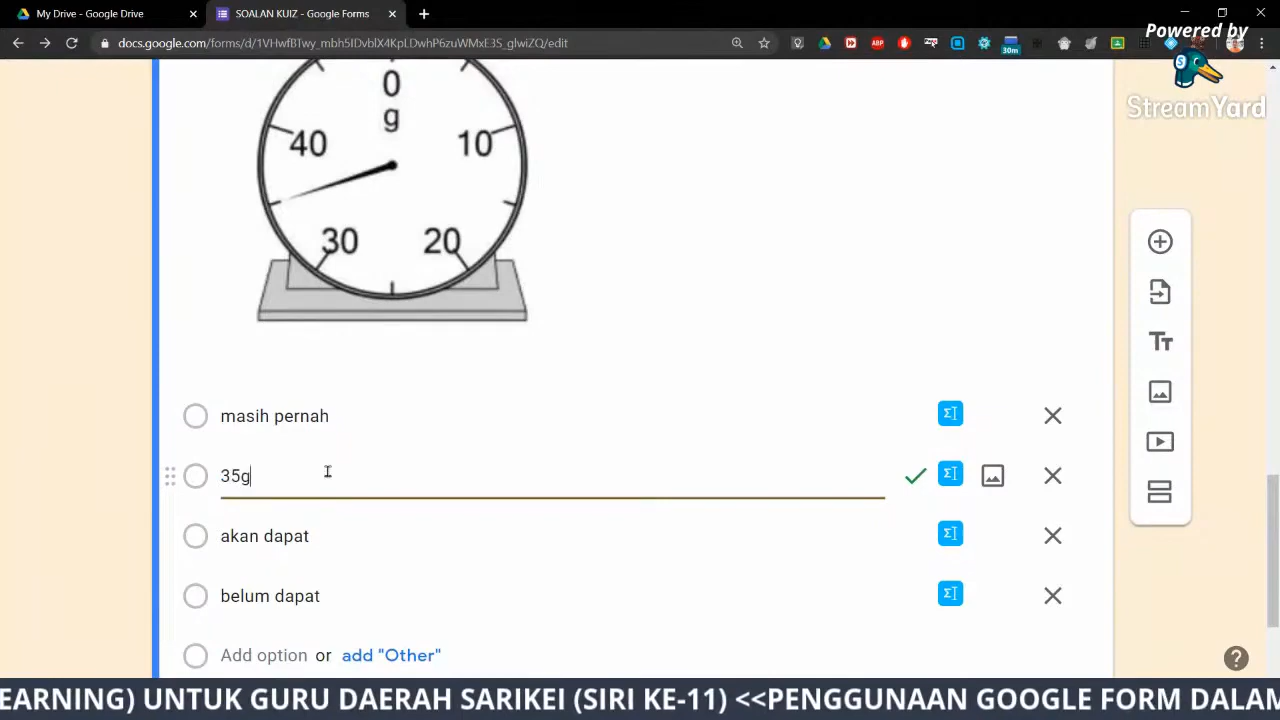 My Drive - Google Drive
SOALAN KUIZ - Google Forms
Powered by
docs.google.com/forms/d/1VHwfBTwy_mbh5IDvblX4KpLDwhP6zuWMxE3S_glwiZQ/edit
ABP
30m
StreamYard
0
g
40
10
30
20
masih pernah
35g
akan dapat
belum dapat
Add option or add "Other"
EARNING) UNTUK GURU DAERAH SARIKEI (SIRI KE-11) <<PENGGUNAAN GOOGLE FORM DALAM